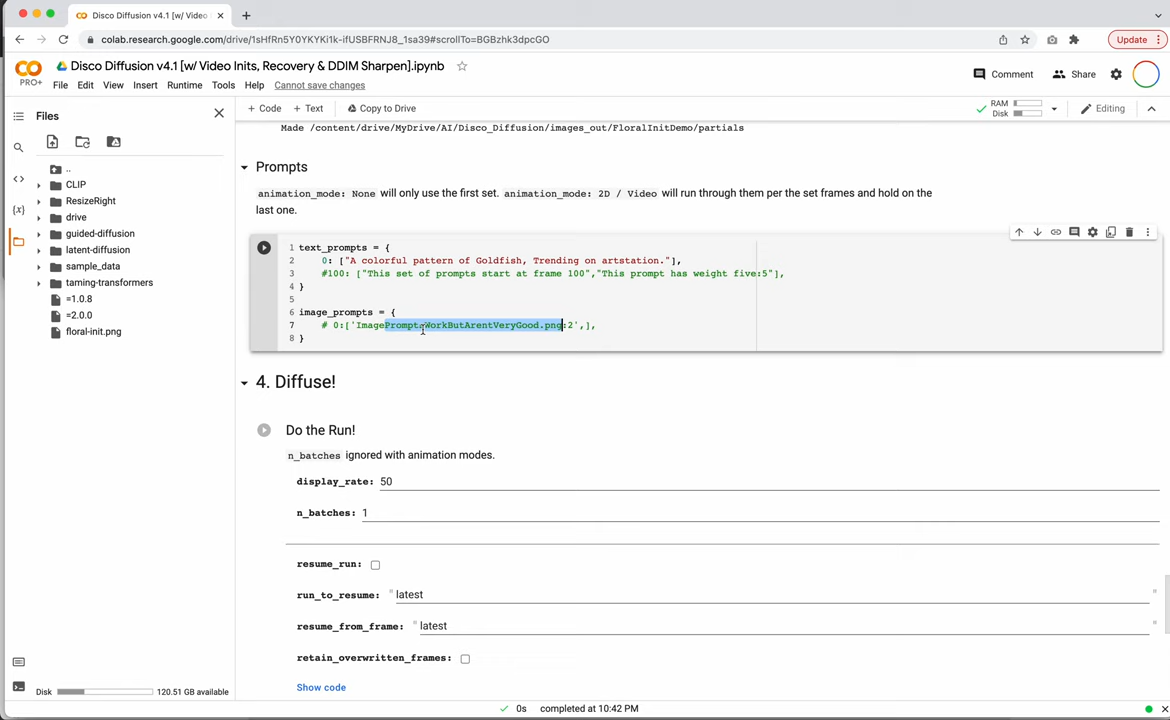 Disco Diffusion v4.1 [w/ Video
colab.research.google.com/drive/1sHfRn5Y0YKYKi1k-ifUSBFRNJ8_1sa39#scrollTo=BGBzhk3dpcGO
Update
PRO+
Disco Diffusion v4.1 [w/ Video Inits, Recovery & DDIM Sharpen].ipynb
File Edit View Insert Runtime Tools Help Cannot save changes
Comment
Share
Files
+ Code + Text Copy to Drive
RAM
Disk
Editing
..
CLIP
ResizeRight
drive
guided-diffusion
latent-diffusion
sample_data
taming-transformers
=1.0.8
=2.0.0
floral-init.png
Disk
120.51 GB available
Made /content/drive/MyDrive/AI/Disco_Diffusion/images_out/FloralInitDemo/partials
Prompts
animation_mode: None will only use the first set. animation_mode: 2D / Video will run through them per the set frames and hold on the
last one.
1 text_prompts = {
2 0: ["A colorful pattern of Goldfish, Trending on artstation."],
3 #100: ["This set of prompts start at frame 100","This prompt has weight five:5"],
4 }
5
6 image_prompts = {
7 # 0:['ImagePromptsWorkButArentVeryGood.png:2',],
8 }
4. Diffuse!
Do the Run!
n_batches ignored with animation modes.
display_rate: 50
n_batches: 1
resume_run:
run_to_resume: "latest"
resume_from_frame: "latest"
retain_overwritten_frames:
Show code
0s completed at 10:42 PM